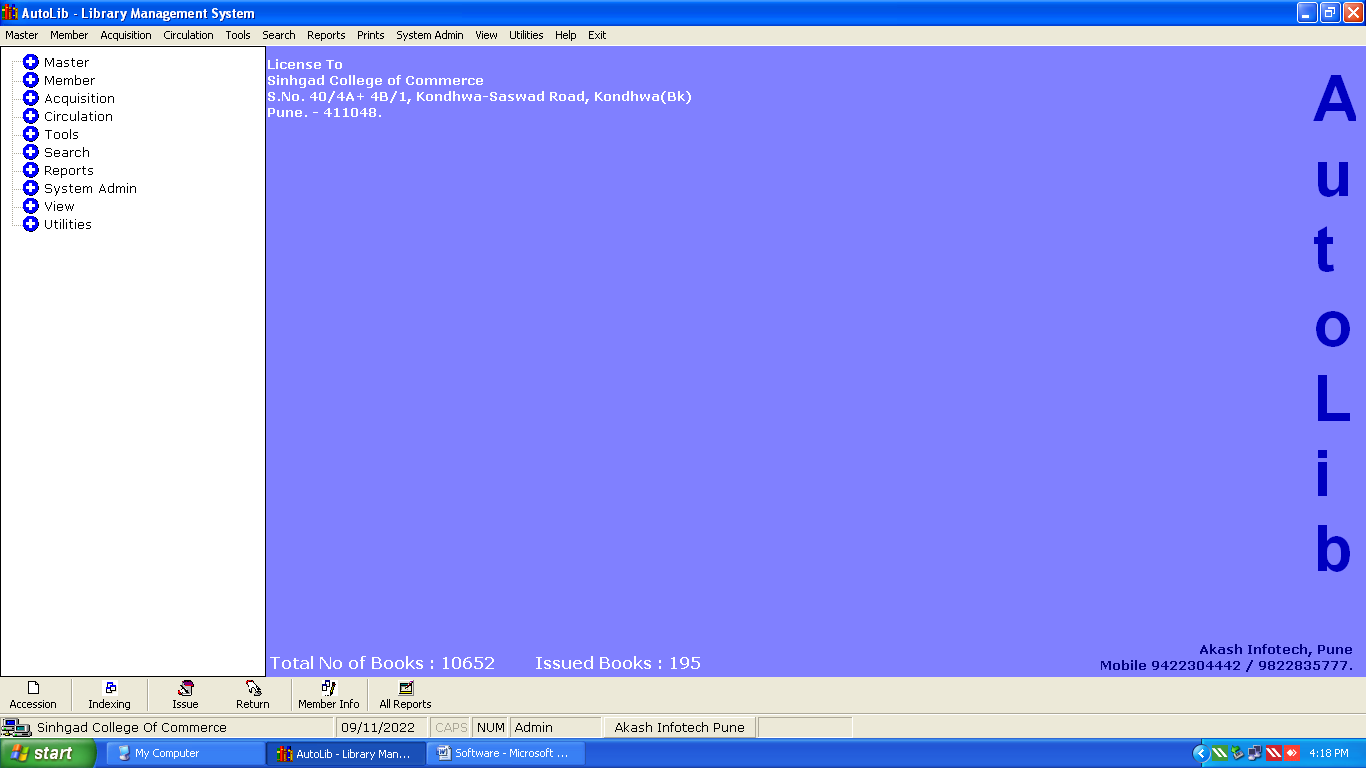 AutoLib - Library Management System
Master Member Acquisition Circulation Tools Search Reports Prints System Admin View Utilities Help Exit
Master
Member
Acquisition
Circulation
Tools
Search
Reports
System Admin
View
Utilities
License To
Sinhgad College of Commerce
S.No. 40/4A+ 4B/1, Kondhwa-Saswad Road, Kondhwa(Bk)
Pune. - 411048.
A
u
t
o
L
i
b
Akash Infotech, Pune
Mobile 9422304442 / 9822835777.
Total No of Books : 10652 Issued Books : 195
Accession Indexing Issue Return Member Info All Reports
Sinhgad College Of Commerce 09/11/2022 CAPS NUM Admin Akash Infotech Pune
start My Computer AutoLib - Library Man... Software - Microsoft ... 4:18 PM